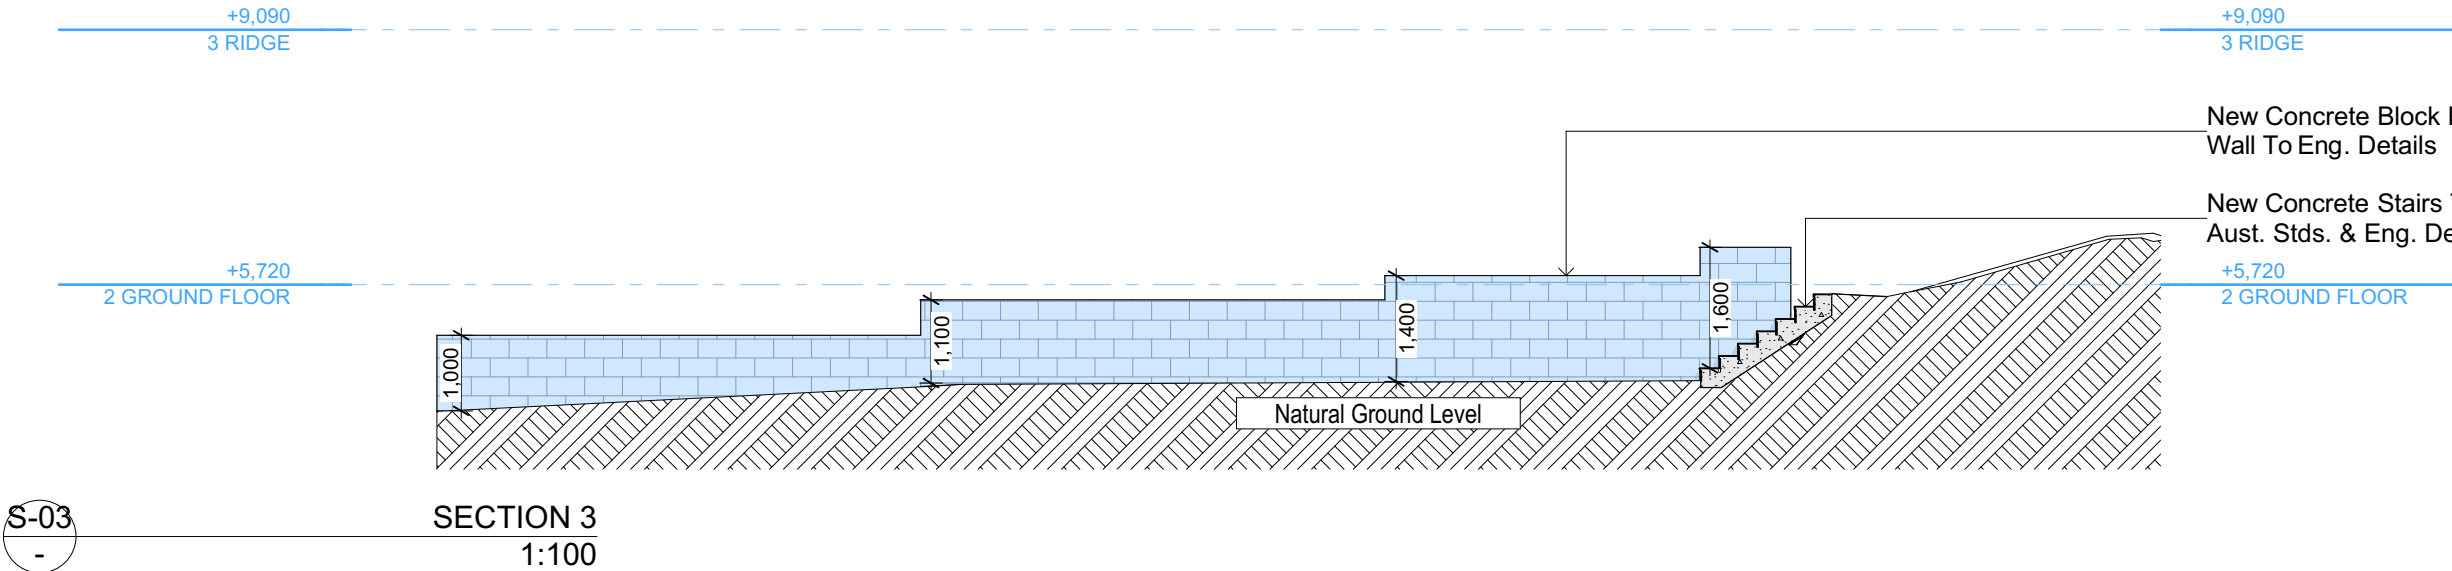 +9,090
3 RIDGE
+9,090
3 RIDGE
New Concrete Block
Wall To Eng. Details
New Concrete Stairs
Aust. Stds. & Eng.
+5,720
2 GROUND FLOOR
+5,720
2 GROUND FLOOR
1,000
1,100
1,400
1,600
Natural Ground Level
S-03
-
SECTION 3
1:100